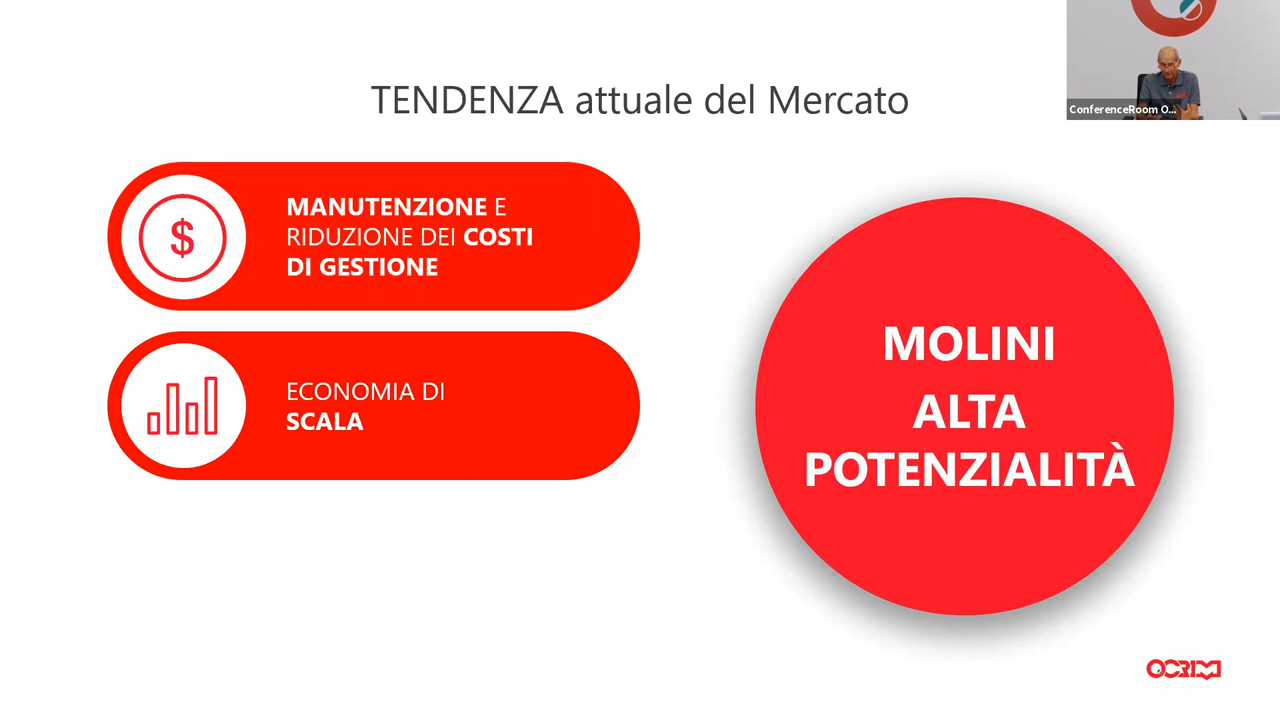 TENDENZA attuale del Mercato
ConferenceRoom O...
$
MANUTENZIONE E
RIDUZIONE DEI COSTI
DI GESTIONE
ECONOMIA DI
SCALA
MOLINI
ALTA
POTENZIALITÀ
OCRIM